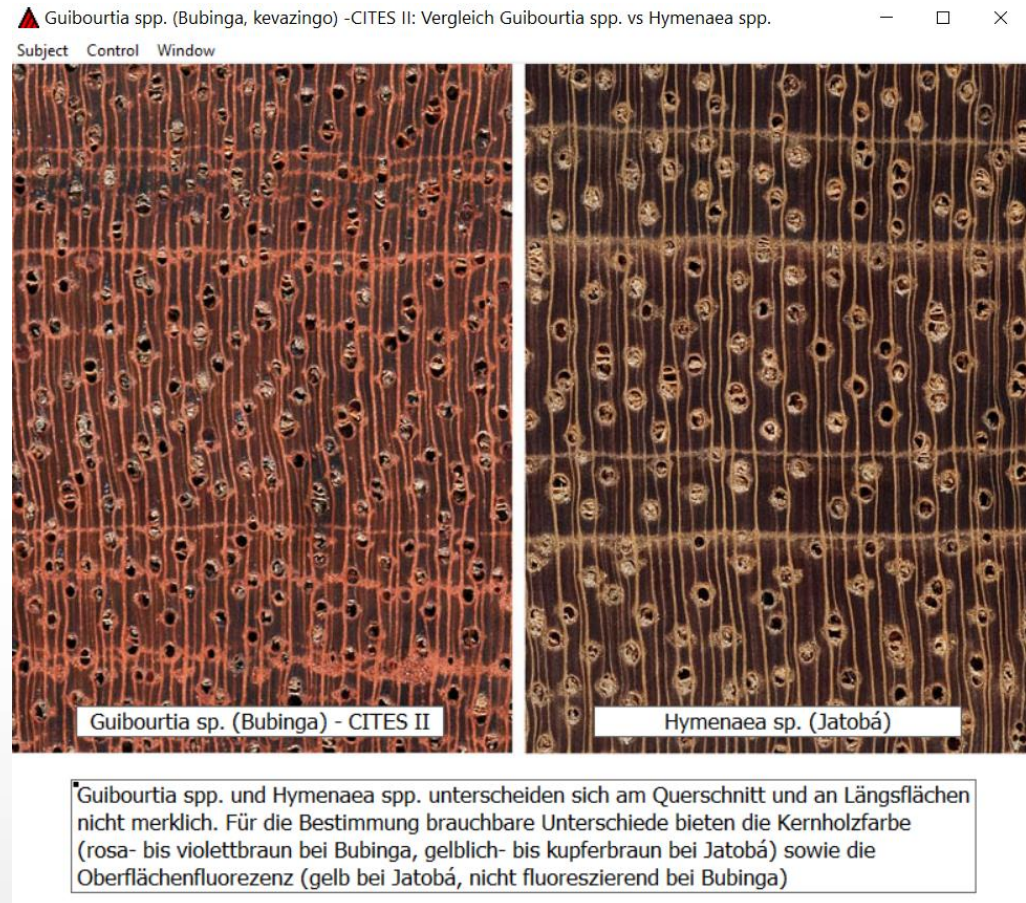 Guibourtia spp. (Bubinga, kevazingo) -CITES II: Vergleich Guibourtia spp. vs Hymenaea spp.
Subject Control Window
Guibourtia sp. (Bubinga) - CITES II
Hymenaea sp. (Jatobá)
Guibourtia spp. und Hymenaea spp. unterscheiden sich am Querschnitt und an Längsflächen
nicht merklich. Für die Bestimmung brauchbare Unterschiede bieten die Kernholzfarbe
(rosa- bis violettbraun bei Bubinga, gelblich- bis kupferbraun bei Jatobá) sowie die
Oberflächenfluorezenz (gelb bei Jatobá, nicht fluoreszierend bei Bubinga)